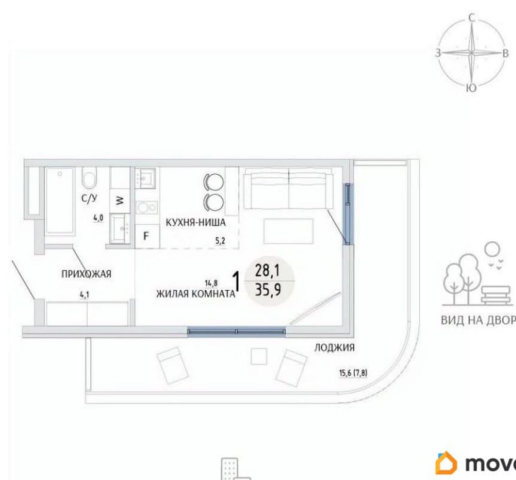 С
З
В
Ю
С/У
4,0
W
F
КУХНЯ-НИША
5,2
ПРИХОЖАЯ
4,1
14,8
ЖИЛАЯ КОМНАТА
1
28,1
35,9
ЛОДЖИЯ
15,6 (7,8)
ВИД НА ДВОР
move